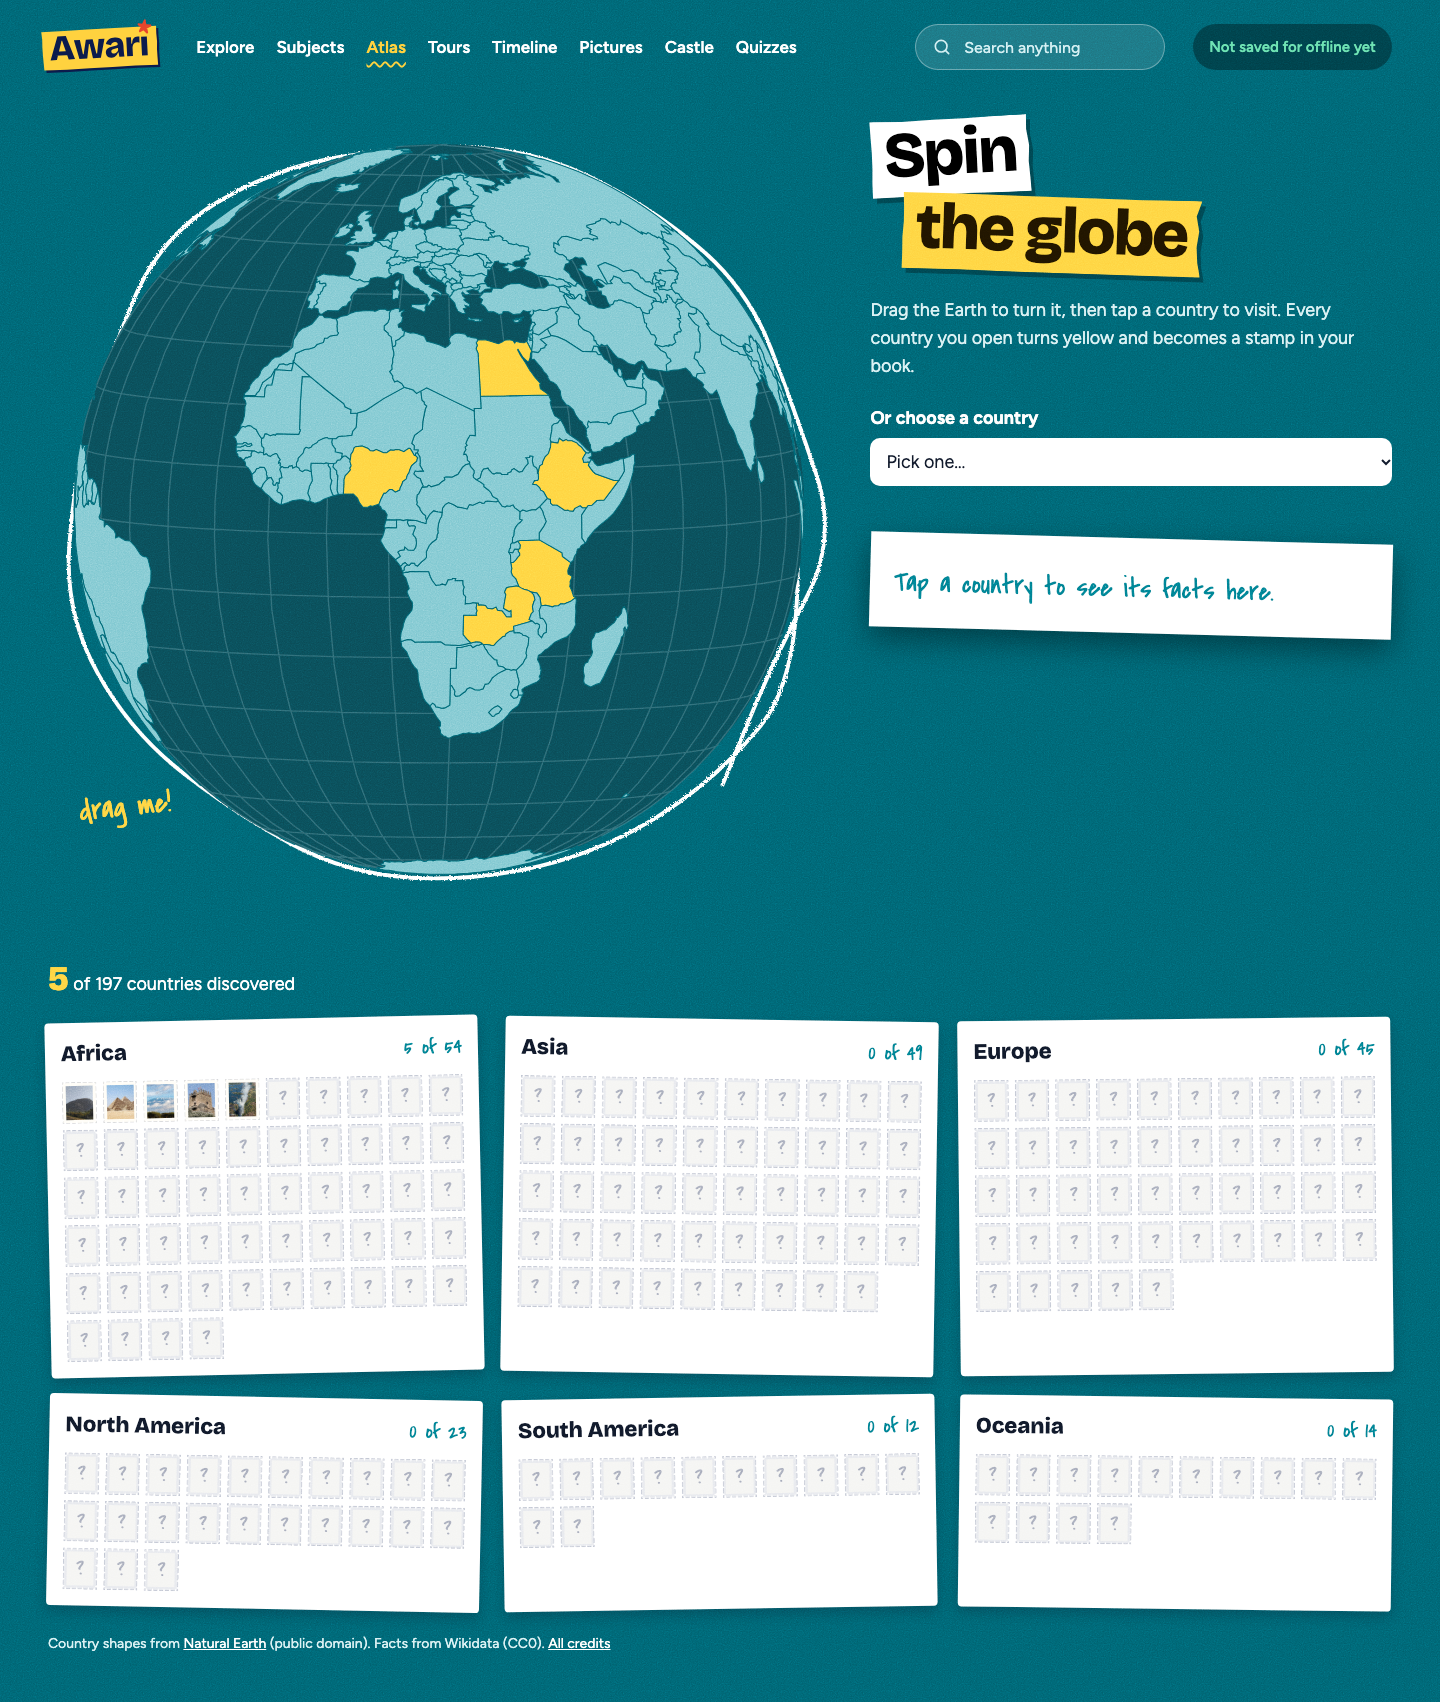 Awari
Explore Subjects Atlas Tours Timeline Pictures Castle Quizzes
Search anything
Not saved for offline yet
Spin
the globe
Drag the Earth to turn it, then tap a country to visit. Every
country you open turns yellow and becomes a stamp in your
book.
Or choose a country
Pick one...
Tap a country to see its facts here.
drag me!
5 of 197 countries discovered
Africa 5 of 54
? ? ? ? ?
? ? ? ? ? ? ? ? ? ?
? ? ? ? ? ? ? ? ? ?
? ? ? ? ? ? ? ? ? ?
? ? ? ? ? ? ? ? ? ?
? ? ? ?
Asia 0 of 49
? ? ? ? ? ? ? ? ? ?
? ? ? ? ? ? ? ? ? ?
? ? ? ? ? ? ? ? ? ?
? ? ? ? ? ? ? ? ? ?
? ? ? ? ? ? ? ? ?
Europe 0 of 45
? ? ? ? ? ? ? ? ? ?
? ? ? ? ? ? ? ? ? ?
? ? ? ? ? ? ? ? ? ?
? ? ? ? ? ? ? ? ? ?
? ? ? ? ?
North America 0 of 23
? ? ? ? ? ? ? ? ? ?
? ? ? ? ? ? ? ? ? ?
? ? ?
South America 0 of 12
? ? ? ? ? ? ? ? ? ?
? ?
Oceania 0 of 14
? ? ? ? ? ? ? ? ? ?
? ? ? ?
Country shapes from Natural Earth (public domain). Facts from Wikidata (CC0). All credits